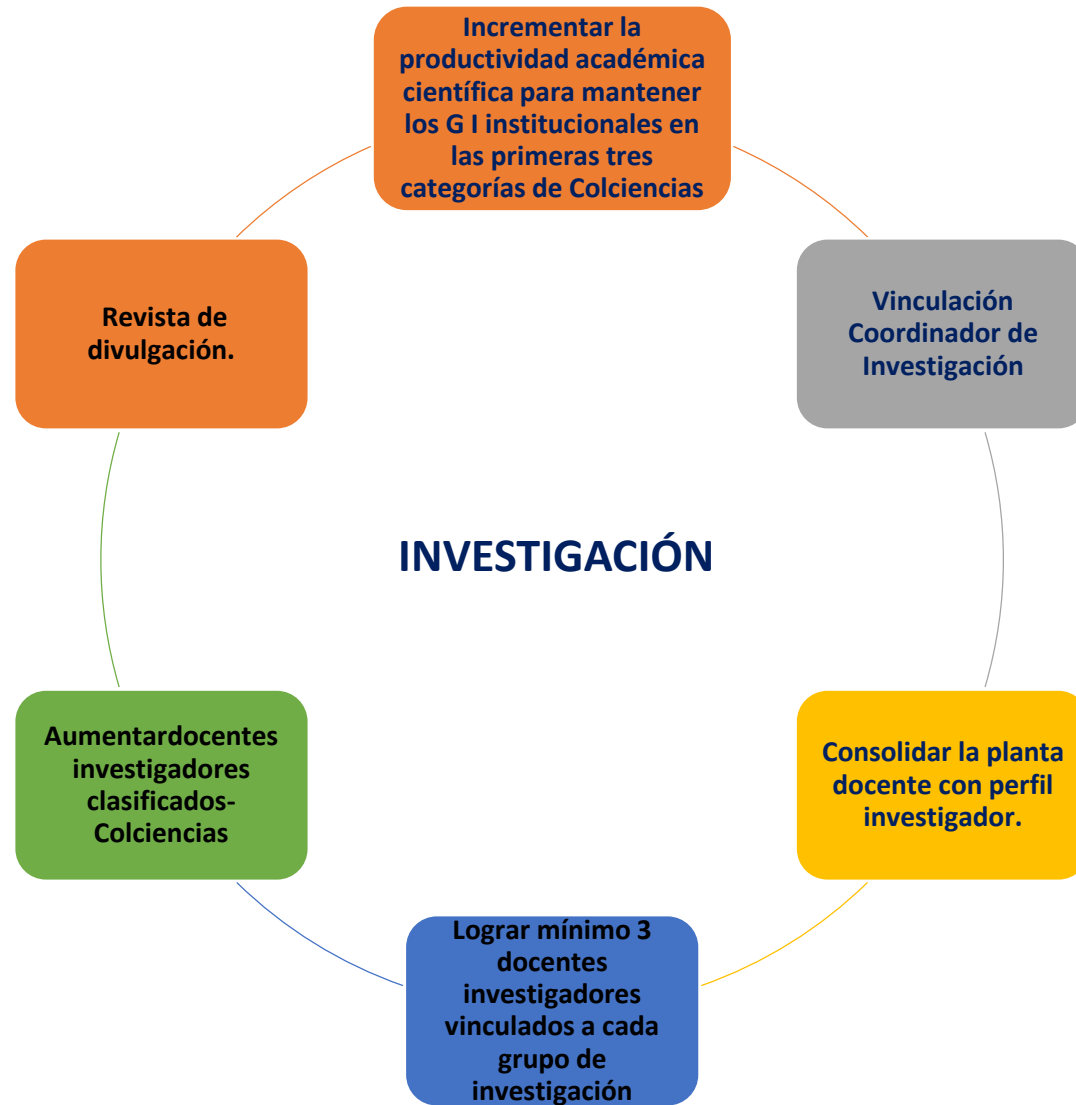 Incrementar la
productividad académica
científica para mantener
los G I institucionales en
las primeras tres
categorías de Colciencias
Vinculación
Coordinador de
Investigación
Consolidar la planta
docente con perfil
investigador.
Lograr mínimo 3
docentes
investigadores
vinculados a cada
grupo de
investigación
Aumentardocentes
investigadores
clasificados-
Colciencias
Revista de
divulgación.
INVESTIGACIÓN